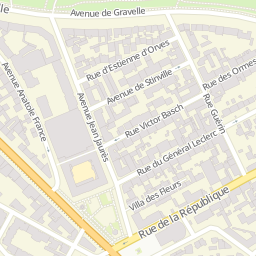 Avenue de Gravelle
lle
Rue d'Estienne d'Orves
Avenue de Stinville
Rue des Ormes
Avenue Anatole France
Avenue Jean Jaurès
Rue Victor Basch
Rue Guérin
Rue du Général Leclerc
Villa des Fleurs
Rue de la République